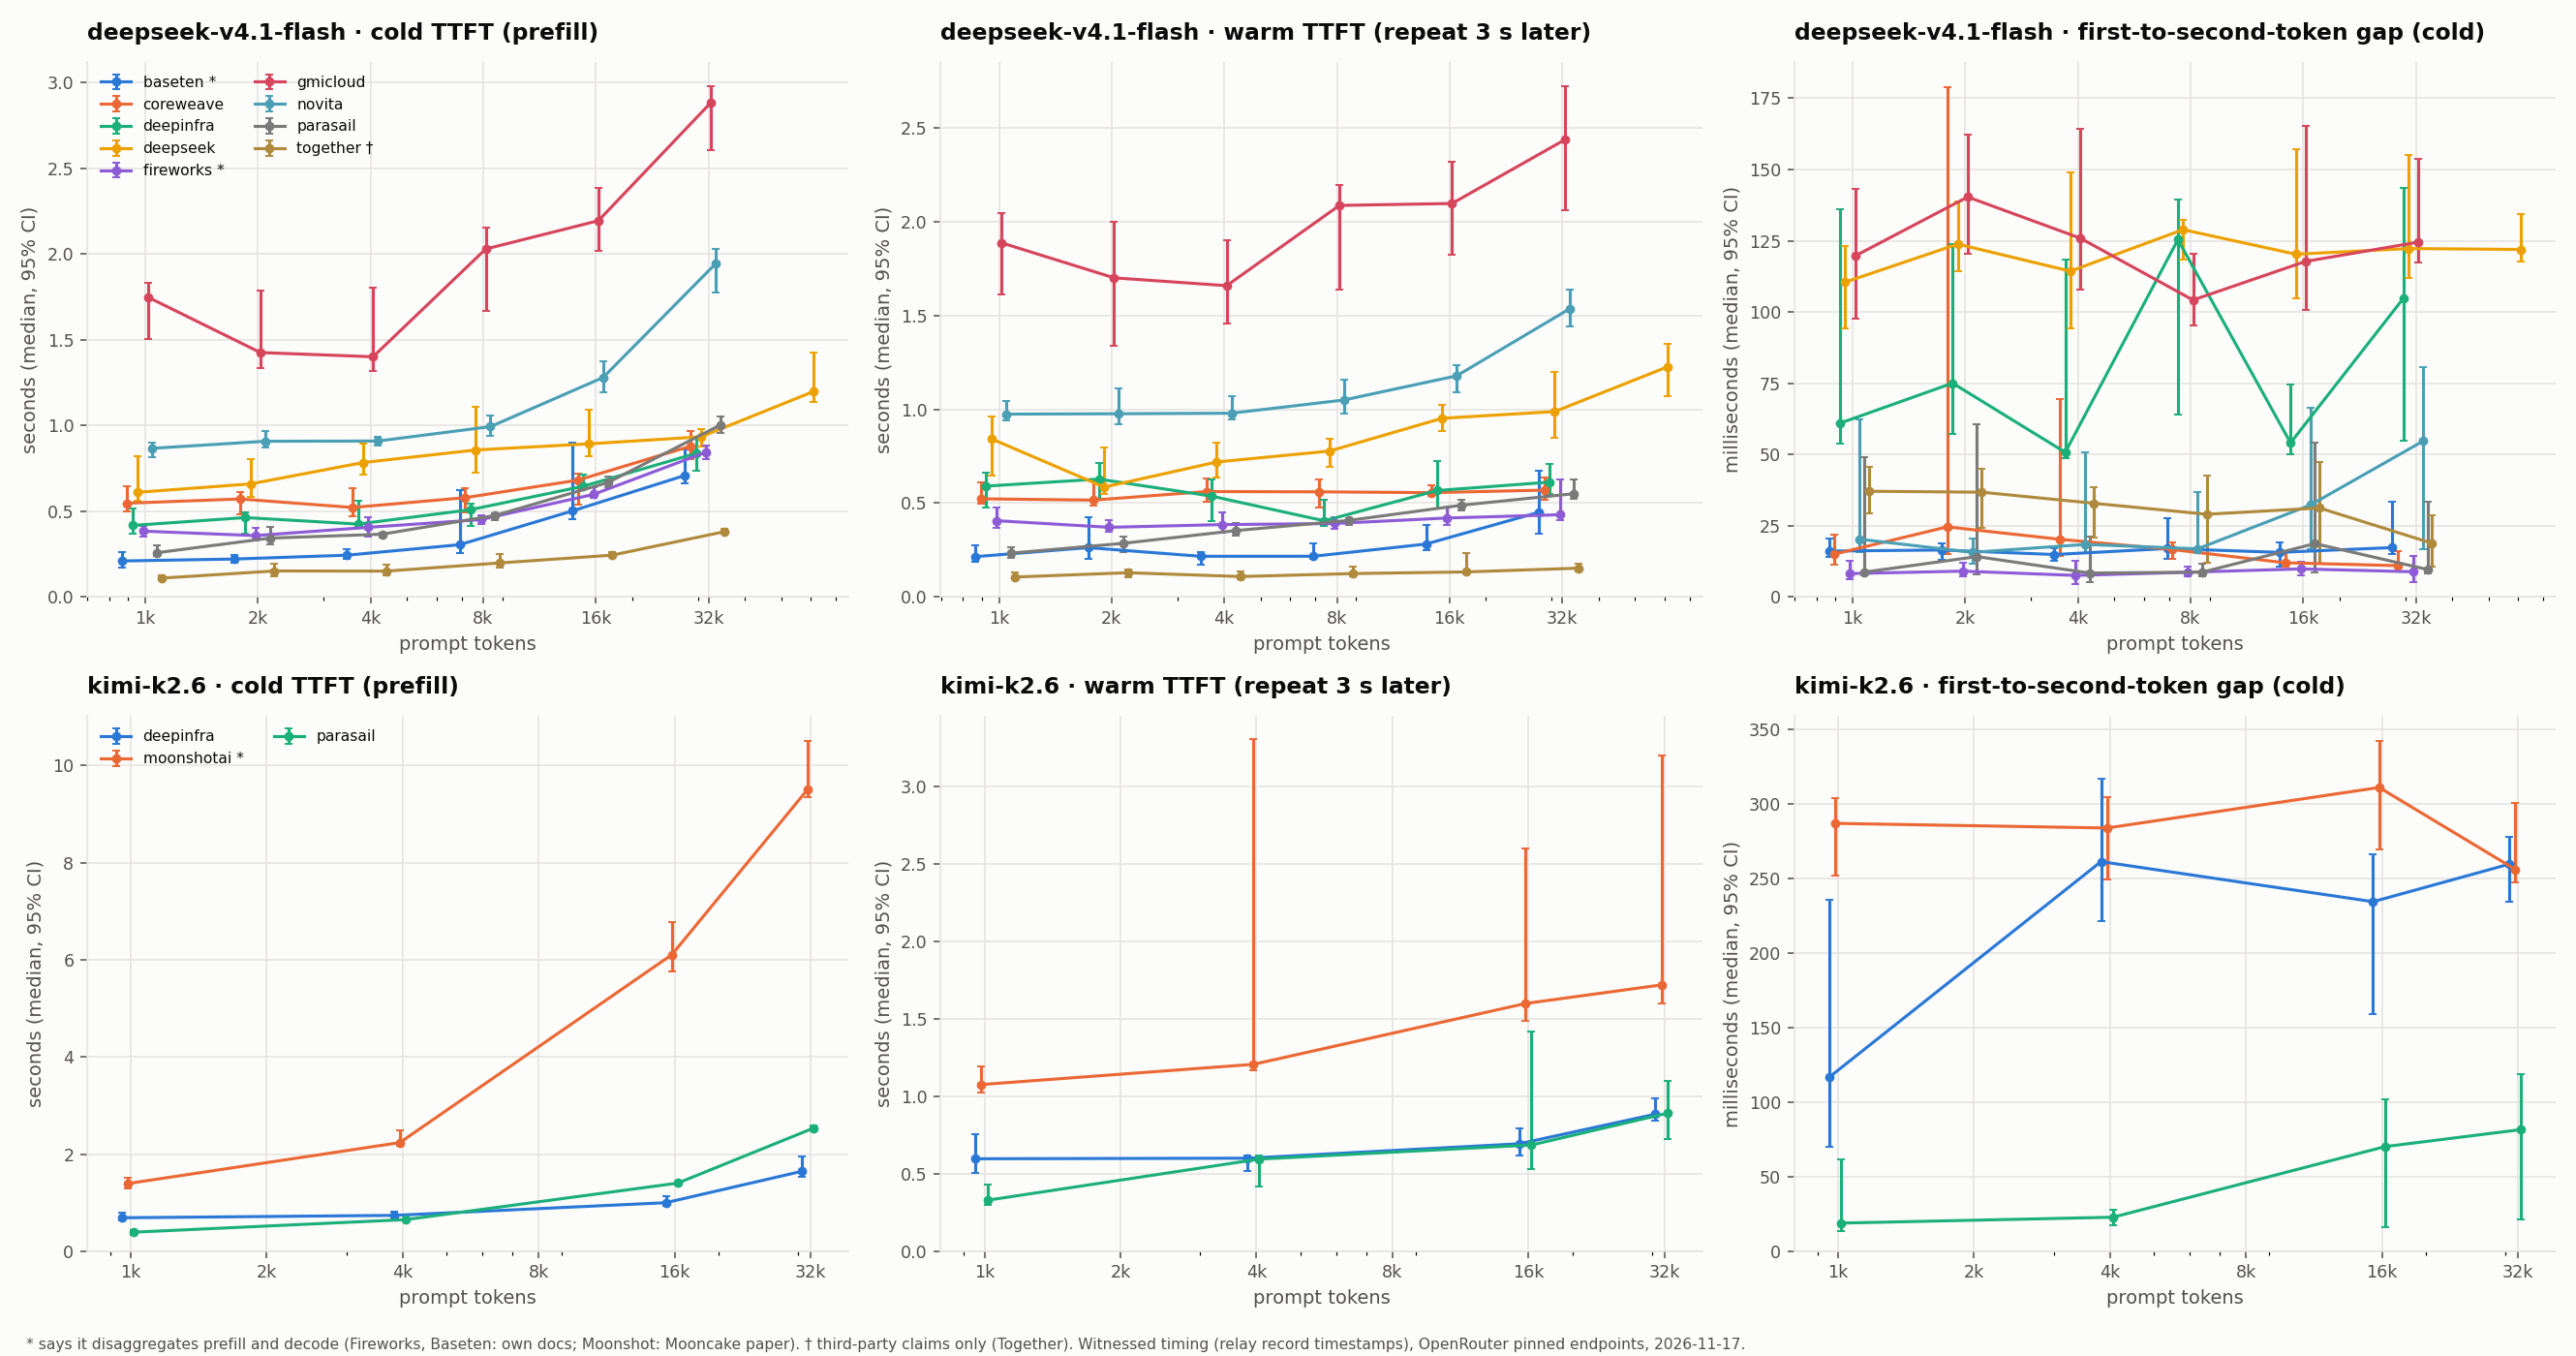 deepseek-v4.1-flash · cold TTFT (prefill)
seconds (median, 95% CI)
3.0
2.5
2.0
1.5
1.0
0.5
0.0
baseten *
coreweave
deepinfra
deepseek
fireworks *
gmicloud
novita
parasail
together †
1k 2k 4k 8k 16k 32k
prompt tokens
deepseek-v4.1-flash · warm TTFT (repeat 3 s later)
seconds (median, 95% CI)
2.5
2.0
1.5
1.0
0.5
0.0
1k 2k 4k 8k 16k 32k
prompt tokens
deepseek-v4.1-flash · first-to-second-token gap (cold)
milliseconds (median, 95% CI)
175
150
125
100
75
50
25
0
1k 2k 4k 8k 16k 32k
prompt tokens
kimi-k2.6 · cold TTFT (prefill)
seconds (median, 95% CI)
10
8
6
4
2
0
deepinfra
moonshotai *
parasail
1k 2k 4k 8k 16k 32k
prompt tokens
kimi-k2.6 · warm TTFT (repeat 3 s later)
seconds (median, 95% CI)
3.0
2.5
2.0
1.5
1.0
0.5
0.0
1k 2k 4k 8k 16k 32k
prompt tokens
kimi-k2.6 · first-to-second-token gap (cold)
milliseconds (median, 95% CI)
350
300
250
200
150
100
50
0
1k 2k 4k 8k 16k 32k
prompt tokens
* says it disaggregates prefill and decode (Fireworks, Baseten: own docs; Moonshot: Mooncake paper). † third-party claims only (Together). Witnessed timing (relay record timestamps), OpenRouter pinned endpoints, 2026-11-17.